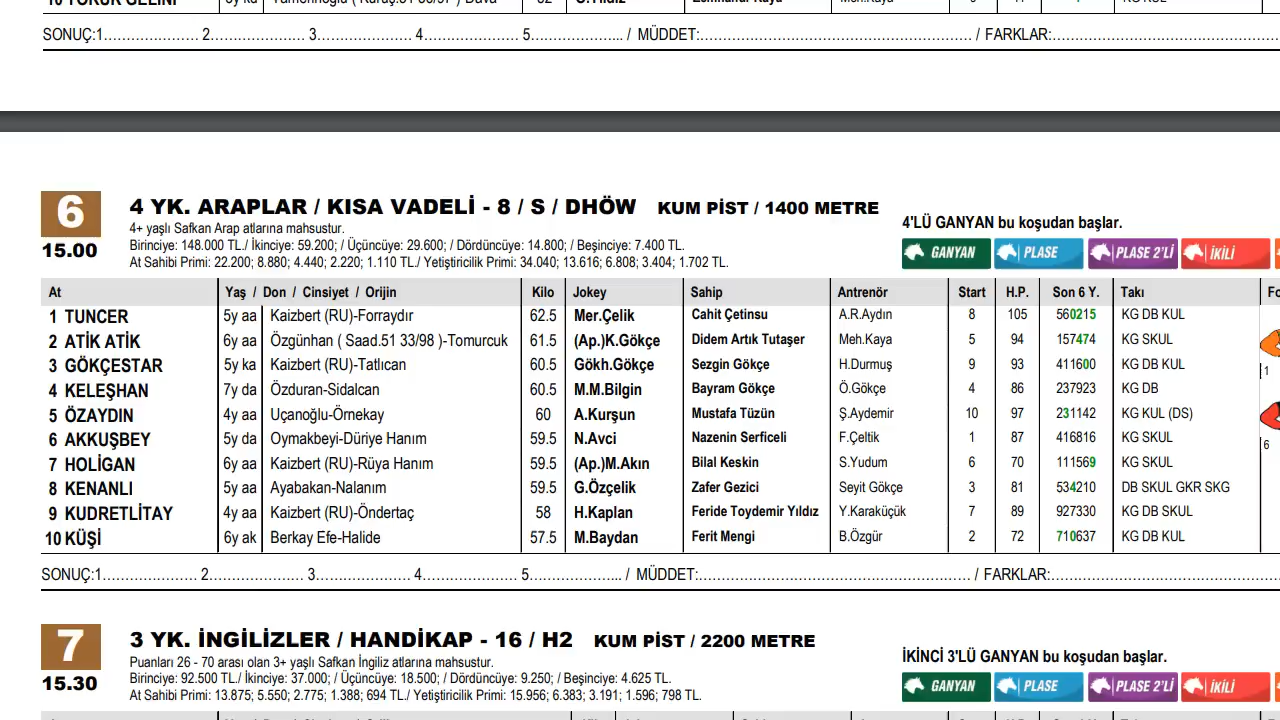 10 YÖRÜK GELİNİ
SONUÇ:1…………………. 2…………………. 3…………………. 4…………………. 5………………... / MÜDDET:………………………………………………… / FARKLAR:………………………………
6
15.00
4 YK. ARAPLAR / KISA VADELİ - 8 / S / DHÖW KUM PİST / 1400 METRE
4+ yaşlı Safkan Arap atlarına mahsustur.
Birinciye: 148.000 TL./ İkinciye: 59.200; / Üçüncüye: 29.600; / Dördüncüye: 14.800; / Beşinciye: 7.400 TL.
At Sahibi Primi: 22.200; 8.880; 4.440; 2.220; 1.110 TL./ Yetiştiricilik Primi: 34.040; 13.616; 6.808; 3.404; 1.702 TL.
4'LÜ GANYAN bu koşudan başlar.
GANYAN PLASE PLASE 2'Lİ İKİLİ
At Yaş / Don / Cinsiyet / Orijin Kilo Jokey Sahip Antrenör Start H.P. Son 6 Y. Takı Fo
1 TUNCER 5y aa Kaizbert (RU)-Forraydır 62.5 Mer.Çelik Cahit Çetinsu A.R.Aydın 8 105 560215 KG DB KUL
2 ATİK ATİK 6y aa Özgünhan ( Saad.51 33/98 )-Tomurcuk 61.5 (Ap.)K.Gökçe Didem Artık Tutaşer Meh.Kaya 5 94 157474 KG SKUL
3 GÖKÇESTAR 5y ka Kaizbert (RU)-Tatlıcan 60.5 Gökh.Gökçe Sezgin Gökçe H.Durmuş 9 93 411600 KG DB KUL
1
4 KELEŞHAN 7y da Özduran-Sidalcan 60.5 M.M.Bilgin Bayram Gökçe Ö.Gökçe 4 86 237923 KG DB
5 ÖZAYDIN 4y aa Uçanoğlu-Örnekay 60 A.Kurşun Mustafa Tüzün Ş.Aydemir 10 97 231142 KG KUL (DS)
6 AKKUŞBEY 5y da Oymakbeyi-Düriye Hanım 59.5 N.Avci Nazenin Serficeli F.Çeltik 1 87 416816 KG SKUL
6
7 HOLİGAN 6y aa Kaizbert (RU)-Rüya Hanım 59.5 (Ap.)M.Akın Bilal Keskin S.Yudum 6 70 111569 KG SKUL
8 KENANLI 5y aa Ayabakan-Nalanım 59.5 G.Özçelik Zafer Gezici Seyit Gökçe 3 81 534210 DB SKUL GKR SKG
9 KUDRETLİTAY 4y aa Kaizbert (RU)-Öndertaç 58 H.Kaplan Feride Toydemir Yıldız Y.Karaküçük 7 89 927330 KG DB SKUL
10 KÜŞİ 6y ak Berkay Efe-Halide 57.5 M.Baydan Ferit Mengi B.Özgür 2 72 710637 KG DB KUL
SONUÇ:1…………………. 2…………………. 3…………………. 4…………………. 5………………... / MÜDDET:………………………………………………… / FARKLAR:………………………………
7
15.30
3 YK. İNGİLİZLER / HANDİKAP - 16 / H2 KUM PİST / 2200 METRE
Puanları 26 - 70 arası olan 3+ yaşlı Safkan İngiliz atlarına mahsustur.
Birinciye: 92.500 TL./ İkinciye: 37.000; / Üçüncüye: 18.500; / Dördüncüye: 9.250; / Beşinciye: 4.625 TL.
At Sahibi Primi: 13.875; 5.550; 2.775; 1.388; 694 TL./ Yetiştiricilik Primi: 15.956; 6.383; 3.191; 1.596; 798 TL.
İKİNCİ 3'LÜ GANYAN bu koşudan başlar.
GANYAN PLASE PLASE 2'Lİ İKİLİ